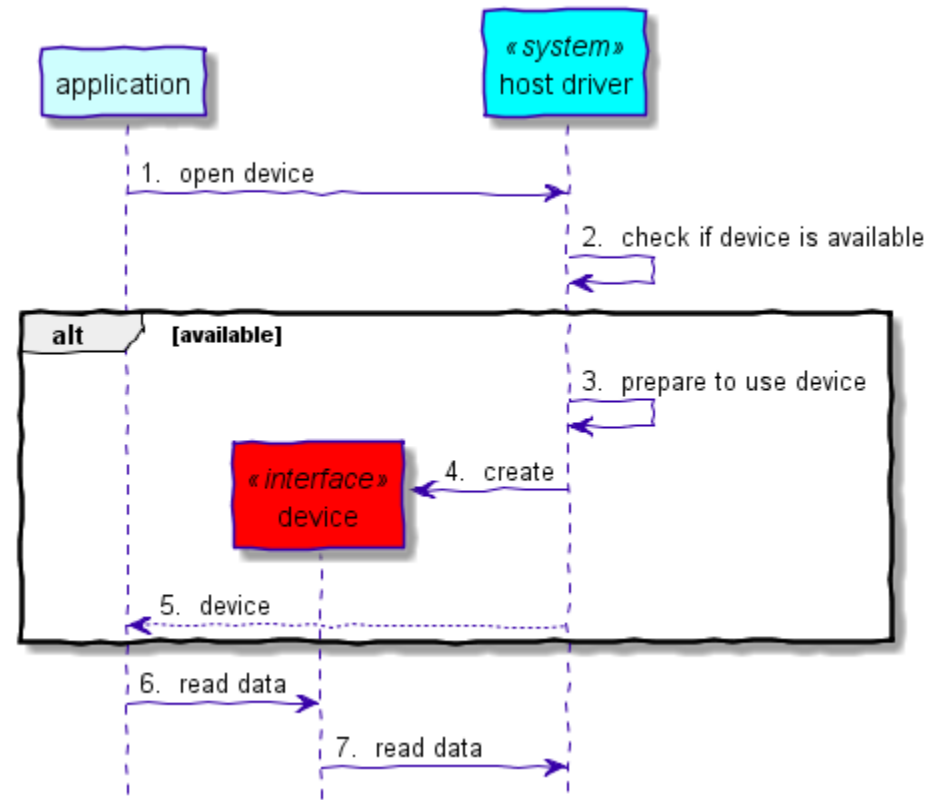 «system»
application
host driver
1. open device
2. check if device is available
alt
[available]
3. prepare to use device
4. create
«interface»
device
5. device
6. read data
7. read data